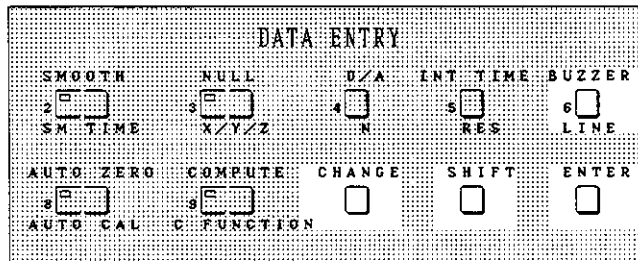 DATA ENTRY
SMOOTH NULL D/A INT TIME BUZZER
2 3 4 5 6
SM TIME X/Y/Z N RES LINE
AUTO ZERO COMPUTE CHANGE SHIFT ENTER
8 9
AUTO CAL C FUNCTION